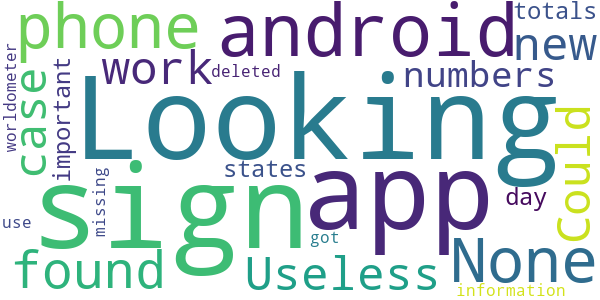 phone
android
totals
new
work
deleted
numbers
worldometer
case
important
Looking
Could
states
missing
sign
app
day
use
got
found
Useless
None
information